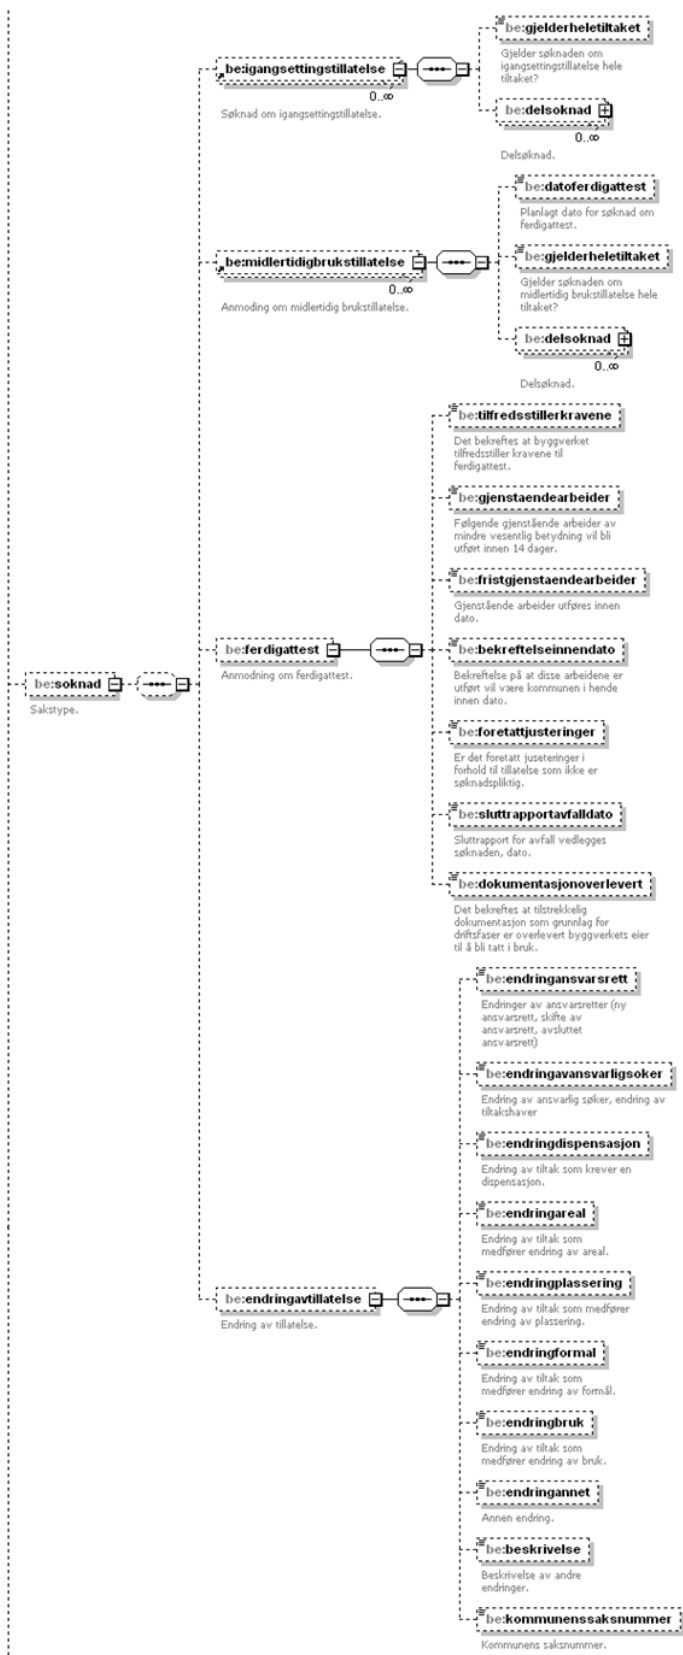 be:gjelderheletiltaket
Gjelder søknaden om
igangsettingstillatelse hele
tiltaket?
be:igangsettingstillatelse
0..∞
Søknad om igangsettingstillatelse.
be:delsoknad
0..∞
Delsøknad.
be:datoferdigattest
Planlagt dato for søknad om
ferdigattest.
be:midlertidigbrukstillatelse
0..∞
Anmoding om midlertidig brukstillatelse.
be:gjelderheletiltaket
Gjelder søknaden om
midlertidig brukstillatelse hele
tiltaket?
be:delsoknad
0..∞
Delsøknad.
be:tilfredsstillerkravene
Det bekreftes at byggverket
tilfredsstiller kravene til
ferdigattest.
be:gjenstaendearbeider
Følgende gjenstående arbeider av
mindre vesentlig betydning vil bli
utført innen 14 dager.
be:fristgjenstaendearbeider
Gjenstående arbeider utføres innen
dato.
be:ferdigattest
Anmodning om ferdigattest.
be:bekreftelseinnendato
Bekreftelse på at disse arbeidene er
utført vil være kommunen i hende
innen dato.
be:soknad
Sakstype.
be:foretattjusteringer
Er det foretatt juseteringer i
forhold til tillatelse som ikke er
søknadspliktig.
be:sluttrapportavfalldato
Sluttrapport for avfall vedlegges
søknaden, dato.
be:dokumentasjonoverlevert
Det bekreftes at tilstrekkelig
dokumentasjon som grunnlag for
driftsfaser er overlevert byggverkets eier
til å bli tatt i bruk.
be:endringansvarsrett
Endringer av ansvarsretter (ny
ansvarsrett, skifte av
ansvarsrett, avsluttet
ansvarsrett)
be:endringavansvarligsoker
Endring av ansvarlig søker, endring av
tiltakshaver
be:endringdispensasjon
Endring av tiltak som krever en
dispensasjon.
be:endringareal
Endring av tiltak som
medfører endring av areal.
be:endringavtillatelse
Endring av tillatelse.
be:endringplassering
Endring av tiltak som medfører
endring av plassering.
be:endringformal
Endring av tiltak som
medfører endring av formål.
be:endringbruk
Endring av tiltak som
medfører endring av bruk.
be:endringannet
Annen endring.
be:beskrivelse
Beskrivelse av andre
endringer.
be:kommunenssaksnummer
Kommunens saksnummer.